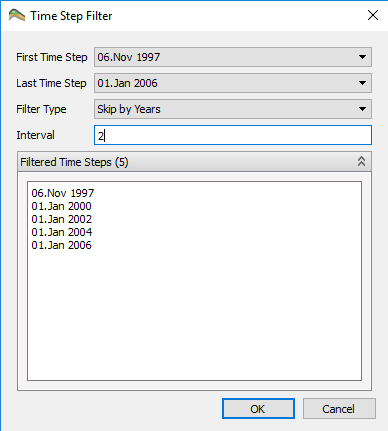 Time Step Filter
First Time Step 06.Nov 1997
Last Time Step 01.Jan 2006
Filter Type Skip by Years
Interval 2
Filtered Time Steps (5)
06.Nov 1997
01.Jan 2000
01.Jan 2002
01.Jan 2004
01.Jan 2006
OK Cancel